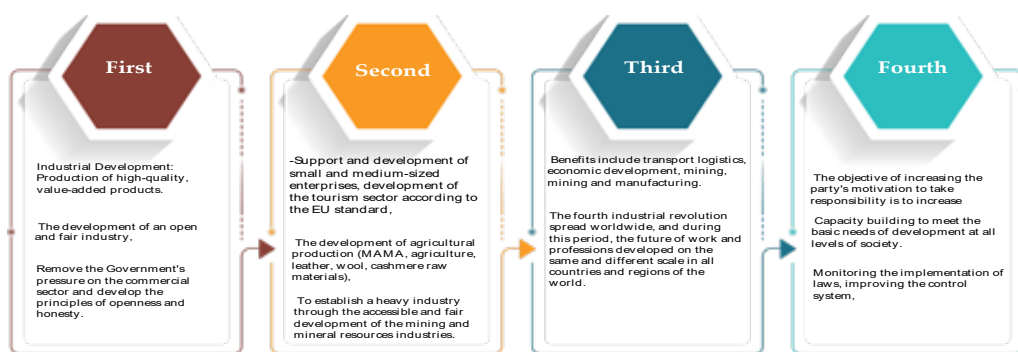 First
Industrial Development:
Production of high-quality,
value-added products.
The development of an open
and fair industry,
Remove the Government's
pressure on the commercial
sector and develop the
principles of openness and
honesty.
Second
-Support and development of
small and medium-sized
enterprises, development of
the tourism sector according to
the EU standard,
The development of agricultural
production (MAMA, agriculture,
leather, wool, cashmere raw
materials),
To establish a heavy industry
through the accessible and fair
development of the mining and
mineral resources industries.
Third
Benefits include transport logistics,
economic development, mining,
mining and manufacturing.
The fourth industrial revolution
spread worldwide, and during
this period, the future of work and
professions developed on the
same and different scale in all
countries and regions of the
world.
Fourth
The objective of increasing the
party's motivation to take
responsibility is to increase
Capacity building to meet the
basic needs of development at all
levels of society.
Monitoring the implementation of
laws, improving the control
system,